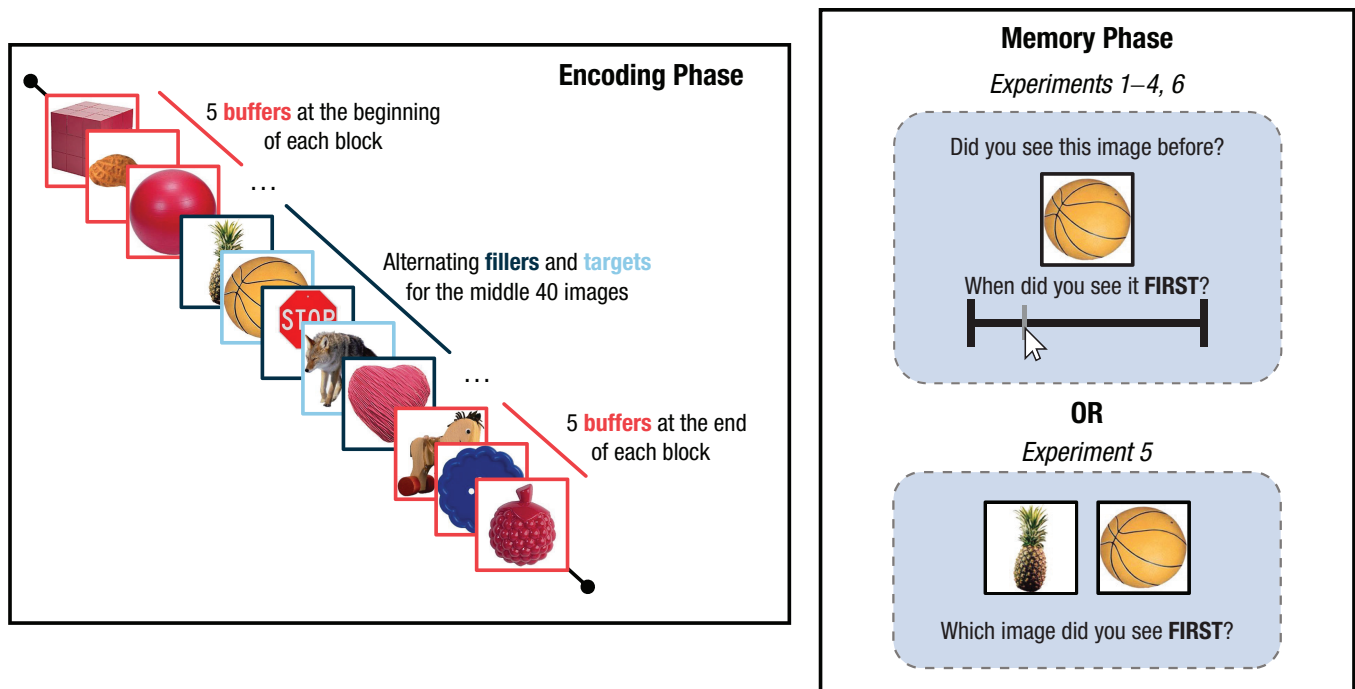 Encoding Phase
5 buffers at the beginning
of each block
...
Alternating fillers and targets
for the middle 40 images
STOP
...
5 buffers at the end
of each block
Memory Phase
Experiments 1–4, 6
Did you see this image before?
When did you see it FIRST?
OR
Experiment 5
Which image did you see FIRST?